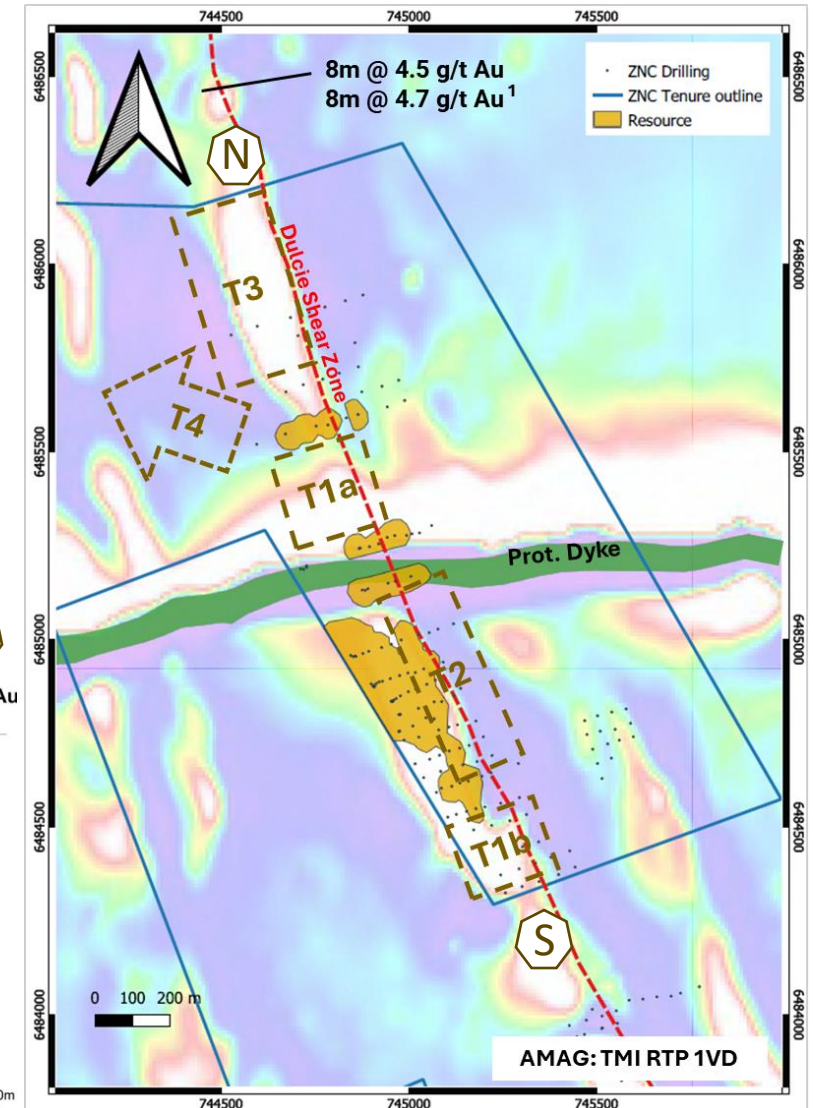 744500 745000 745500
6486500
8m @ 4.5 g/t Au
8m @ 4.7 g/t Au¹
ZNC Drilling
ZNC Tenure outline
Resource
6486500
N
6486000
Dulcie Shear Zone
T3
6486000
T4
6485500
T1a
6485500
Prot. Dyke
6485000
T2
6485000
Au
6484500
T1b
6484500
S
0 100 200 m
6484000
6484000
AMAG: TMI RTP 1VD
0m
744500 745000 745500